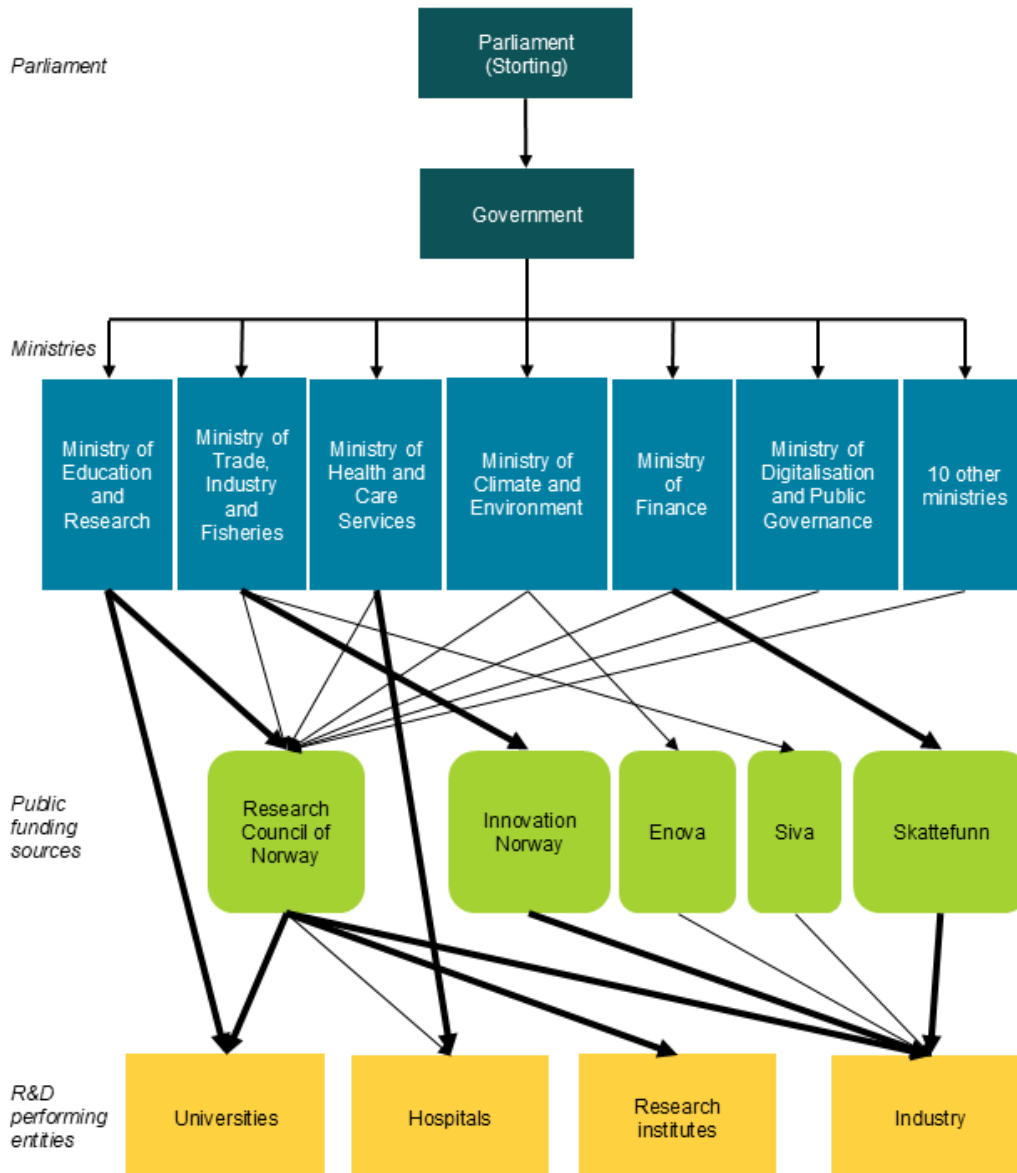 Parliament
Parliament
(Storting)
Government
Ministries
Ministry of
Education
and
Research
Ministry of
Trade,
Industry
and
Fisheries
Ministry of
Health and
Care
Services
Ministry of
Climate and
Environment
Ministry
of
Finance
Ministry of
Digitalisation
and Public
Governance
10 other
ministries
Public
funding
sources
Research
Council of
Norway
Innovation
Norway
Enova
Siva
Skattefunn
R&D
performing
entities
Universities
Hospitals
Research
institutes
Industry